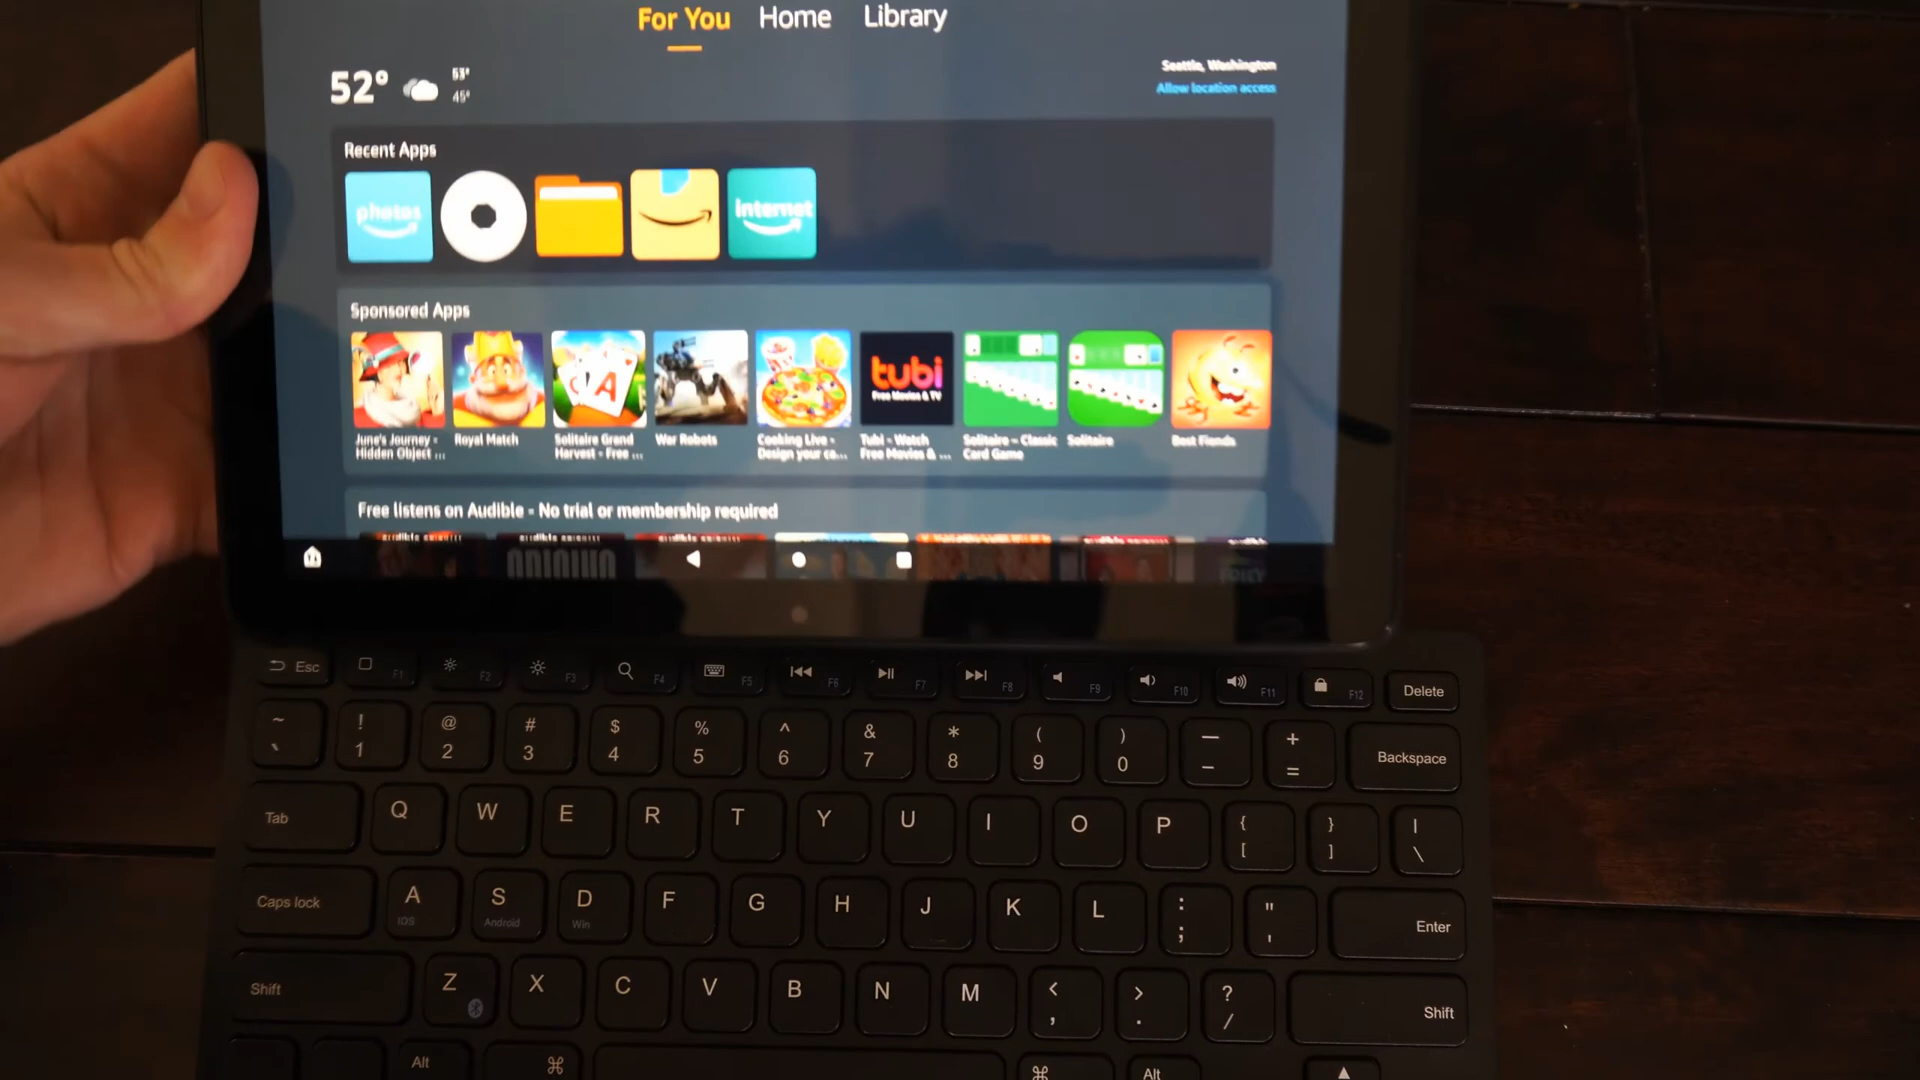 For You Home Library
52° 53° 45°
Seattle, Washington
Allow location access
Recent Apps
photos
internet
Sponsored Apps
tubi
Free Movies & TV
June's Journey - Hidden Object ...
Royal Match
Solitaire Grand Harvest - Free ...
War Robots
Cooking Live - Design your ca...
Tubi - Watch Free Movies & ...
Solitaire - Classic Card Game
Solitaire
Best Fiends
Free listens on Audible - No trial or membership required
Esc F1 F2 F3 F4 F5 F6 F7 F8 F9 F10 F11 F12 Delete
~ ! @ # $ % ^ & * ( ) — +
` 1 2 3 4 5 6 7 8 9 0 - = Backspace
Tab Q W E R T Y U I O P { [ } ] | \
Caps lock A S D F G H J K L : ; " ' Enter
iOS Android Win
Shift Z X C V B N M < , > . ? / Shift
Alt ⌘ ⌘ Alt ▲